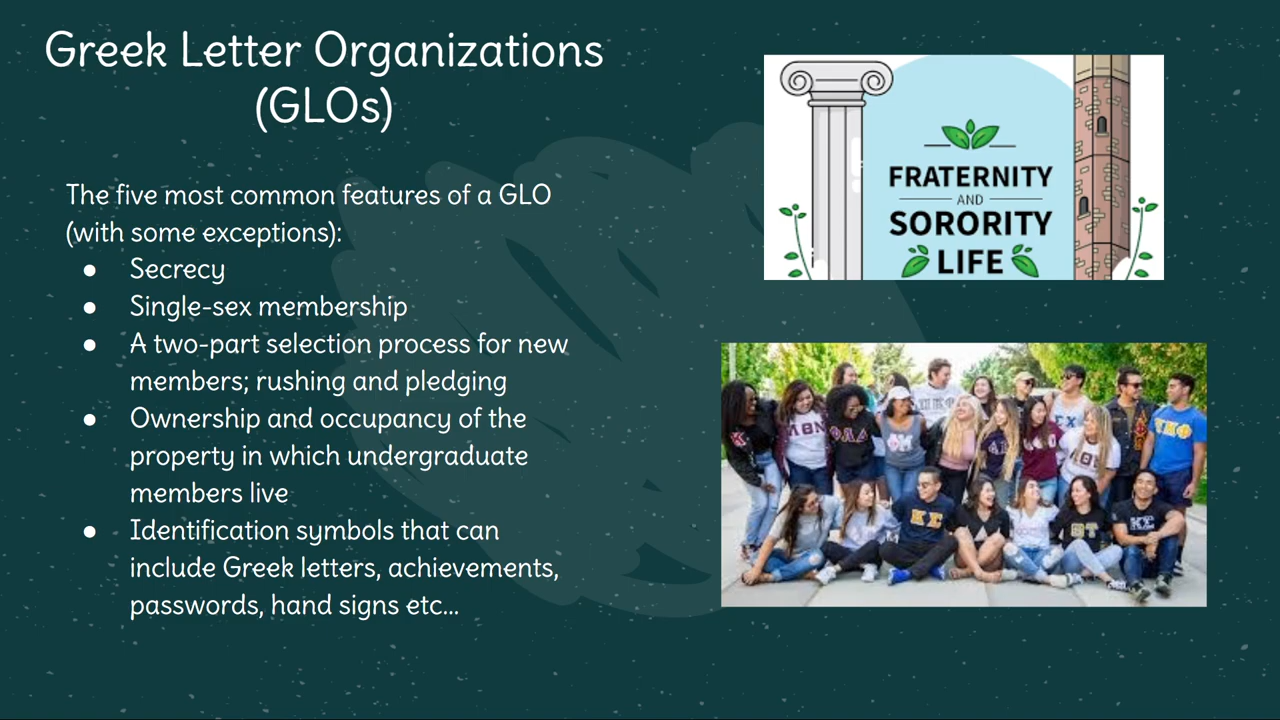 Greek Letter Organizations
(GLOs)
The five most common features of a GLO
(with some exceptions):
● Secrecy
● Single-sex membership
● A two-part selection process for new
members; rushing and pledging
● Ownership and occupancy of the
property in which undergraduate
members live
● Identification symbols that can
include Greek letters, achievements,
passwords, hand signs etc...
FRATERNITY
AND
SORORITY
LIFE
ΚΣ
ΚΣ